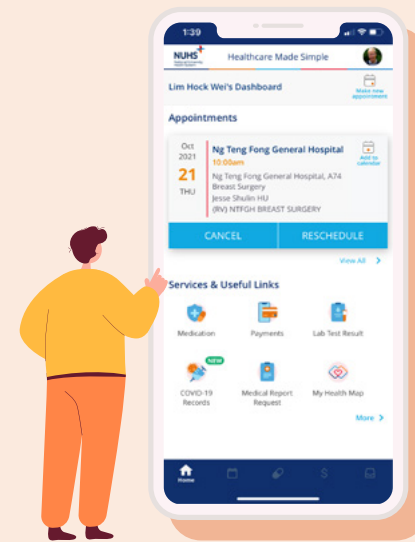 1:39
NUHS
Healthcare Made Simple
Lim Hock Wei's Dashboard
Make new
appointment
Appointments
Oct
2021
21
THU
Ng Teng Fong General Hospital
10:00am
Ng Teng Fong General Hospital, A74
Breast Surgery
Jesse Shulin HU
(RV) NTFGH BREAST SURGERY
Add to
calendar
CANCEL
RESCHEDULE
View All
Services & Useful Links
Medication
Payments
Lab Test Result
NEW
COVID-19
Records
Medical Report
Request
My Health Map
More
Home